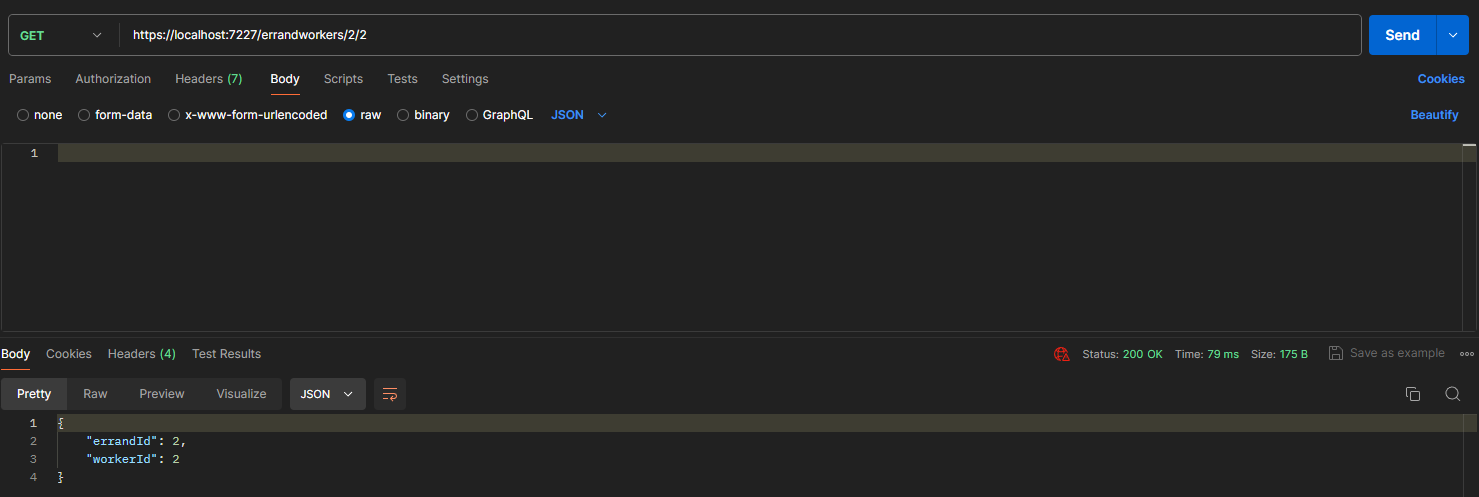 GET https://localhost:7227/errandworkers/2/2 Send
Params Authorization Headers (7) Body Scripts Tests Settings Cookies
none form-data x-www-form-urlencoded raw binary GraphQL JSON Beautify
1
Body Cookies Headers (4) Test Results Status: 200 OK Time: 79 ms Size: 175 B Save as example
Pretty Raw Preview Visualize JSON
1 {
2 "errandId": 2,
3 "workerId": 2
4 }